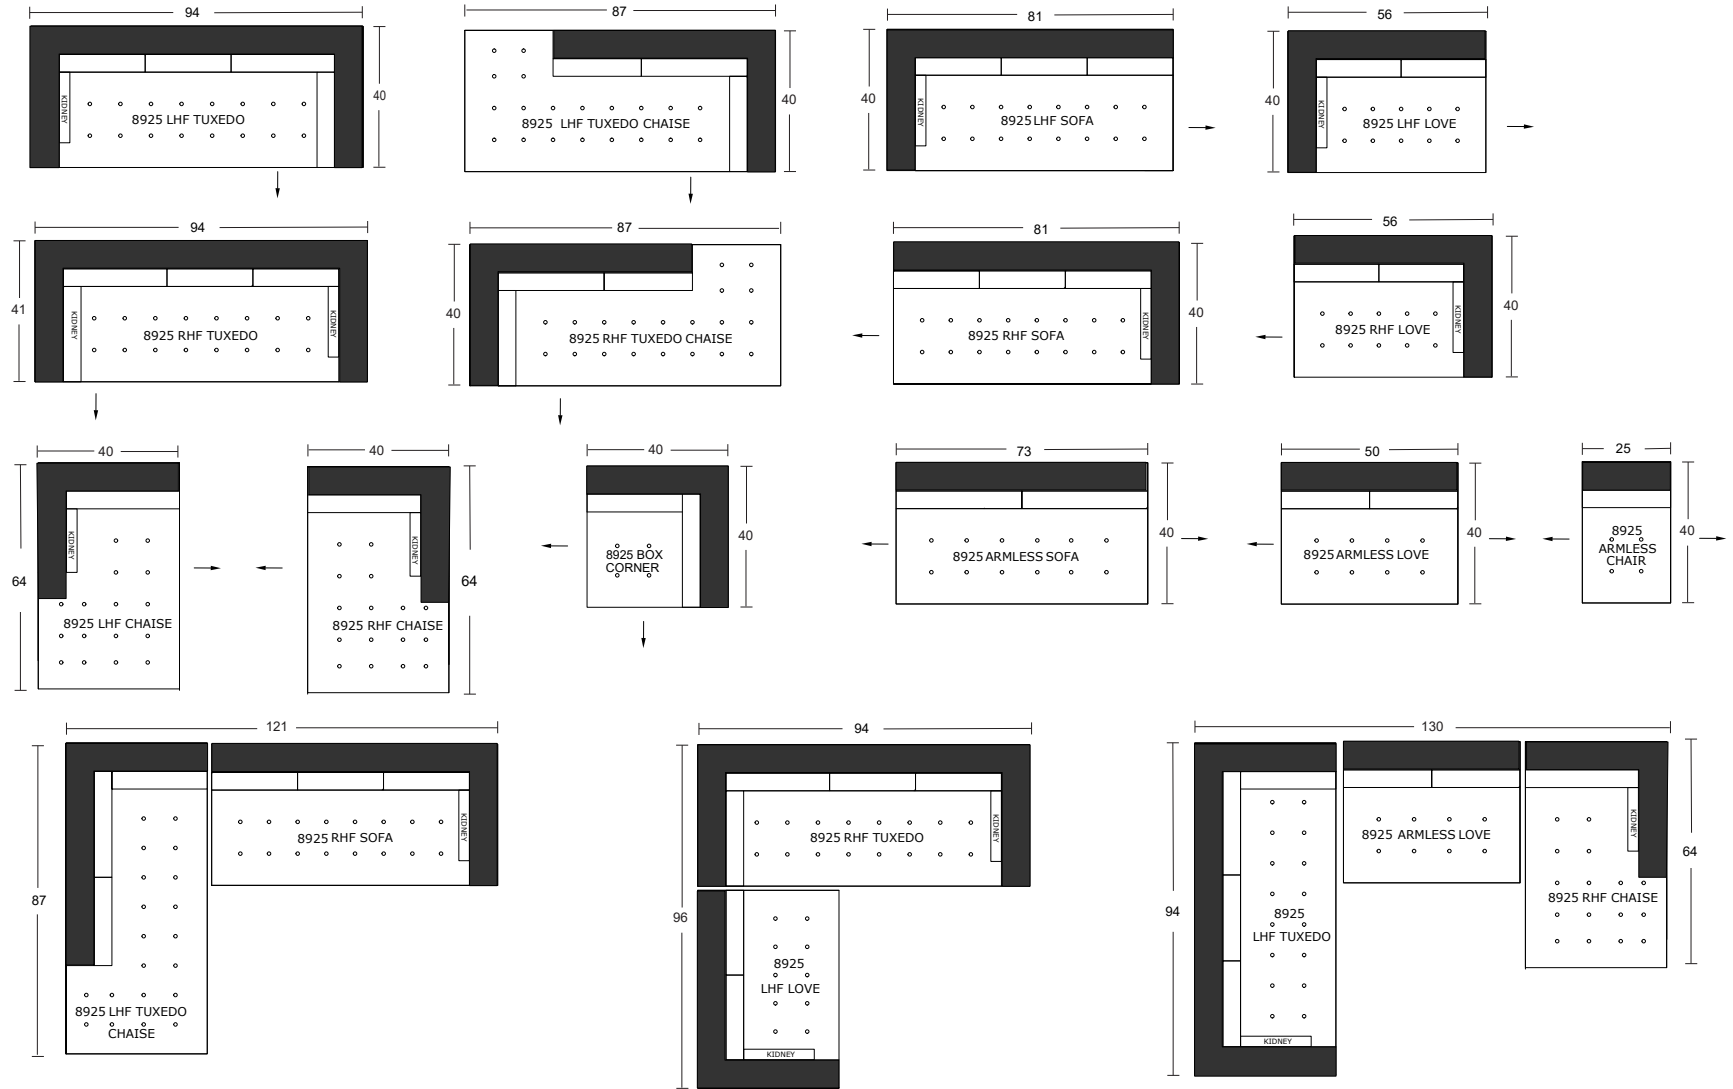 94
87
81
56
40
KIDNEY
8925 LHF TUXEDO
40
8925 LHF TUXEDO CHAISE
40
KIDNEY
8925 LHF SOFA
40
KIDNEY
8925 LHF LOVE
94
87
81
56
41
KIDNEY
8925 RHF TUXEDO
KIDNEY
40
8925 RHF TUXEDO CHAISE
8925 RHF SOFA
KIDNEY
40
8925 RHF LOVE
KIDNEY
40
40
40
40
73
50
25
64
KIDNEY
8925 LHF CHAISE
KIDNEY
8925 RHF CHAISE
64
8925 BOX
CORNER
40
8925 ARMLESS SOFA
40
8925 ARMLESS LOVE
40
8925
ARMLESS
CHAIR
40
121
94
130
87
8925 LHF TUXEDO
CHAISE
8925 RHF SOFA
KIDNEY
96
8925 RHF TUXEDO
KIDNEY
8925
LHF LOVE
KIDNEY
94
8925
LHF TUXEDO
KIDNEY
8925 ARMLESS LOVE
KIDNEY
8925 RHF CHAISE
64